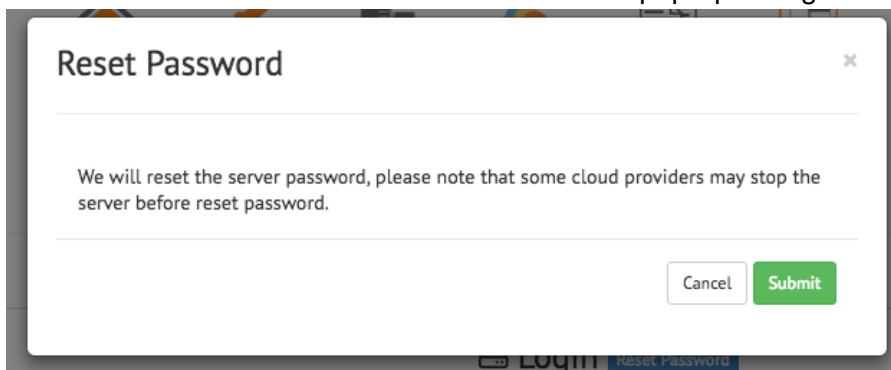 Reset Password
We will reset the server password, please note that some cloud providers may stop the
server before reset password.
Cancel Submit
Login Reset Password